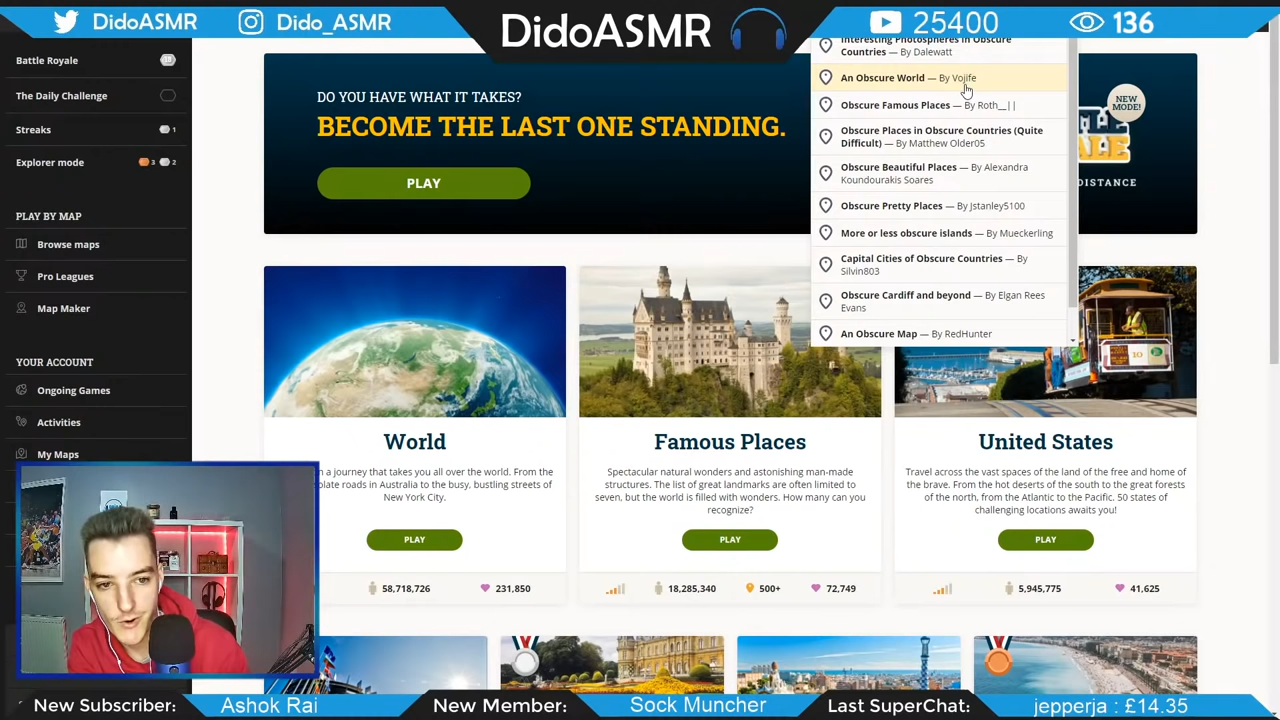 DidoASMR
Dido_ASMR
DidoASMR
25400
136
Battle Royale
The Daily Challenge
Streaks
1
Explorer mode
3 2
PLAY BY MAP
Browse maps
Pro Leagues
Map Maker
YOUR ACCOUNT
Ongoing Games
Activities
My Maps
DO YOU HAVE WHAT IT TAKES?
BECOME THE LAST ONE STANDING.
PLAY
NEW
MODE!
DISTANCE
Interesting Photospheres in Obscure
Countries — By Dalewatt
An Obscure World — By Vojife
Obscure Famous Places — By Roth__||
Obscure Places in Obscure Countries (Quite
Difficult) — By Matthew Older05
Obscure Beautiful Places — By Alexandra
Koundourakis Soares
Obscure Pretty Places — By Jstanley5100
More or less obscure islands — By Mueckerling
Capital Cities of Obscure Countries — By
Silvin803
Obscure Cardiff and beyond — By Elgan Rees
Evans
An Obscure Map — By RedHunter
World
n a journey that takes you all over the world. From the
olate roads in Australia to the busy, bustling streets of
New York City.
PLAY
58,718,726 231,850
Famous Places
Spectacular natural wonders and astonishing man-made
structures. The list of great landmarks are often limited to
seven, but the world is filled with wonders. How many can you
recognize?
PLAY
18,285,340 500+ 72,749
United States
Travel across the vast spaces of the land of the free and home of
the brave. From the hot deserts of the south to the great forests
of the north, from the Atlantic to the Pacific. 50 states of
challenging locations awaits you!
PLAY
5,945,775 41,625
New Subscriber: Ashok Rai
New Member: Sock Muncher
Last SuperChat: jepperja : £14.35